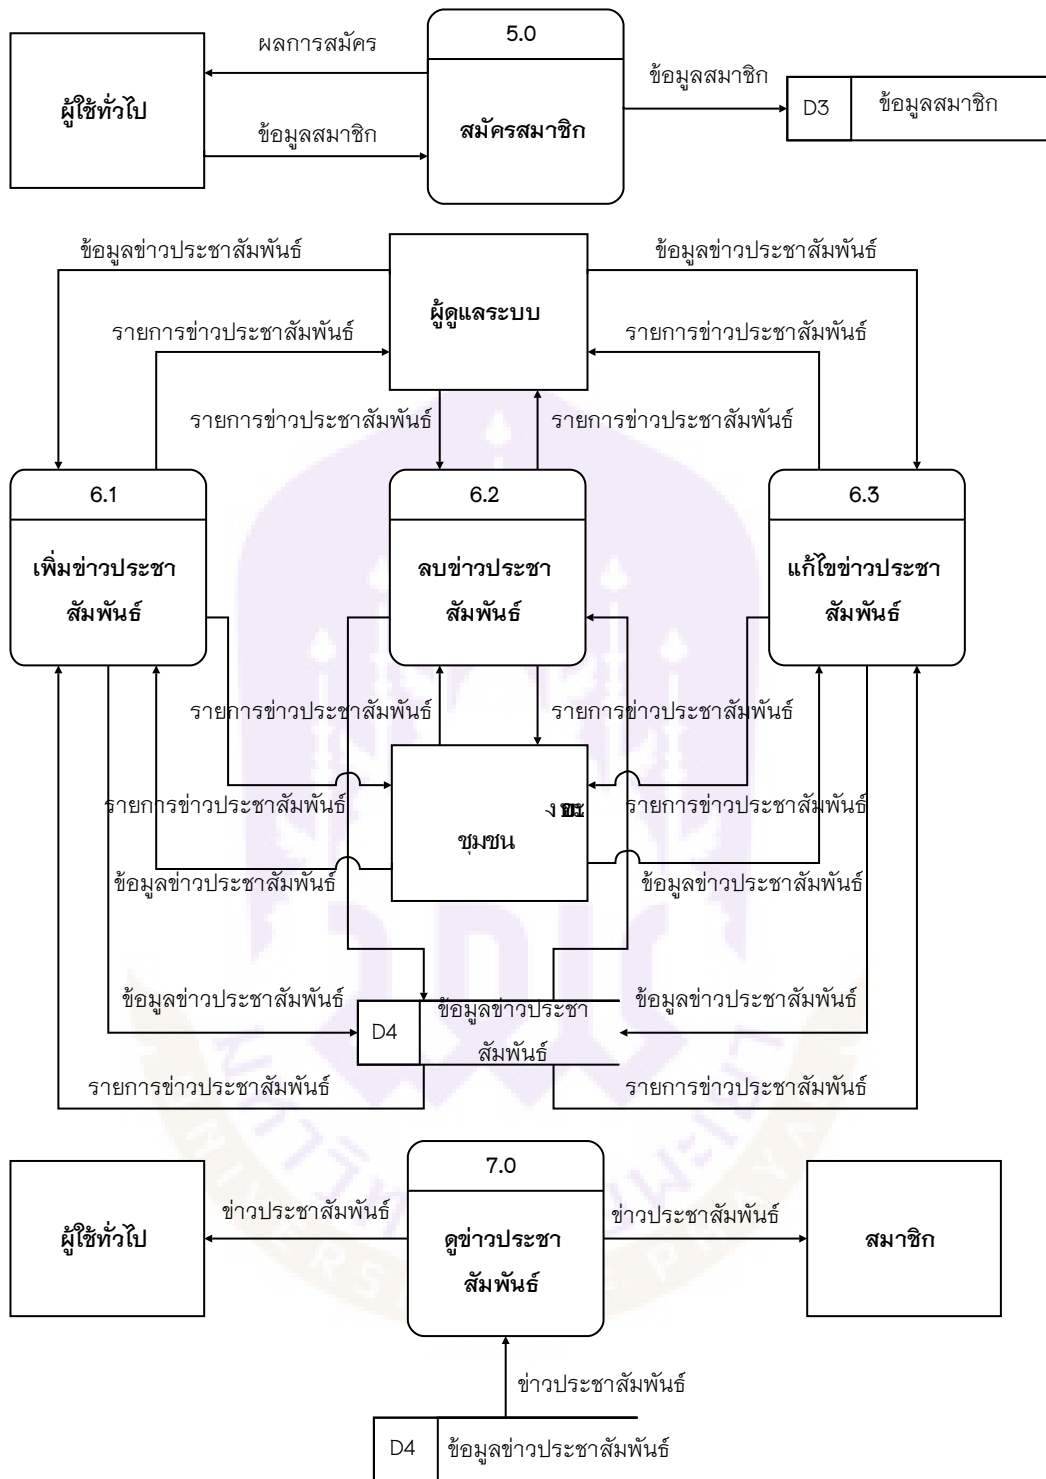 5.0
ผลการสมัคร
ผู้ใช้ทั่วไป
ข้อมูลสมาชิก
D3 ข้อมูลสมาชิก
สมัครสมาชิก
ข้อมูลสมาชิก
ข้อมูลข่าวประชาสัมพันธ์ ข้อมูลข่าวประชาสัมพันธ์
ผู้ดูแลระบบ
รายการข่าวประชาสัมพันธ์ รายการข่าวประชาสัมพันธ์
รายการข่าวประชาสัมพันธ์ รายการข่าวประชาสัมพันธ์
6.1 6.2 6.3
เพิ่มข่าวประชา ลบข่าวประชา แก้ไขข่าวประชา
สัมพันธ์ สัมพันธ์ สัมพันธ์
รายการข่าวประชาสัมพันธ์ รายการข่าวประชาสัมพันธ์
รายการข่าวประชาสัมพันธ์ รายการข่าวประชาสัมพันธ์
ชุมชน
ข้อมูลข่าวประชาสัมพันธ์ ข้อมูลข่าวประชาสัมพันธ์
ข้อมูลข่าวประชาสัมพันธ์ ข้อมูลข่าวประชา ข้อมูลข่าวประชาสัมพันธ์
D4
สัมพันธ์
รายการข่าวประชาสัมพันธ์ รายการข่าวประชาสัมพันธ์
7.0
ข่าวประชาสัมพันธ์ ข่าวประชาสัมพันธ์
ผู้ใช้ทั่วไป ดูข่าวประชา สมาชิก
สัมพันธ์
ข่าวประชาสัมพันธ์
D4 ข้อมูลข่าวประชาสัมพันธ์